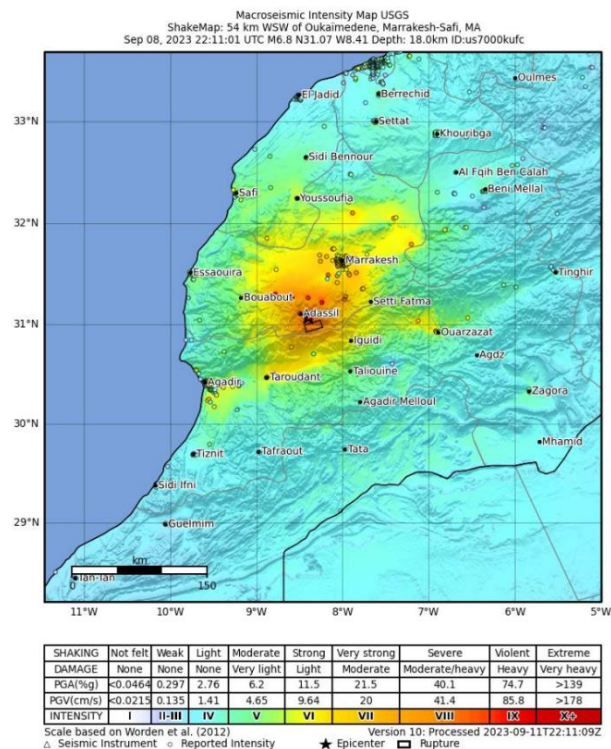 Macroseismic Intensity Map USGS
ShakeMap: 54 km WSW of Oukaimedene, Marrakesh-Safi, MA
Sep 08, 2023 22:11:01 UTC M6.8 N31.07 W8.41 Depth: 18.0km ID:us7000kufc
Oulmes
El Jadid
Berrechid
33°N
Settat
Khouribga
Sidi Bennour
Al Fqih Ben Calah
Beni Mellal
Safi
Youssoufia
32°N
Marrakesh
Essaouira
Tinghir
Bouabout
Setti Fatma
Adassil
31°N
Ouarzazat
Iguidi
Agdz
Taliouine
Agadir
Taroudant
Zagora
Agadir Melloul
30°N
Mhamid
Tiznit
Tafraout
Tata
Sidi Ifni
Guelmim
29°N
km
Tan-Tan
0 150
11°W 10°W 9°W 8°W 7°W 6°W 5°W
SHAKING Not felt Weak Light Moderate Strong Very strong Severe Violent Extreme
DAMAGE None None None Very light Light Moderate Moderate/heavy Heavy Very heavy
PGA(%g) <0.0464 0.297 2.76 6.2 11.5 21.5 40.1 74.7 >139
PGV(cm/s) <0.0215 0.135 1.41 4.65 9.64 20 41.4 85.8 >178
INTENSITY I II-III IV V VI VII VIII IX X+
Scale based on Worden et al. (2012) Version 10: Processed 2023-09-11T22:11:09Z
△ Seismic Instrument ○ Reported Intensity ★ Epicenter Rupture